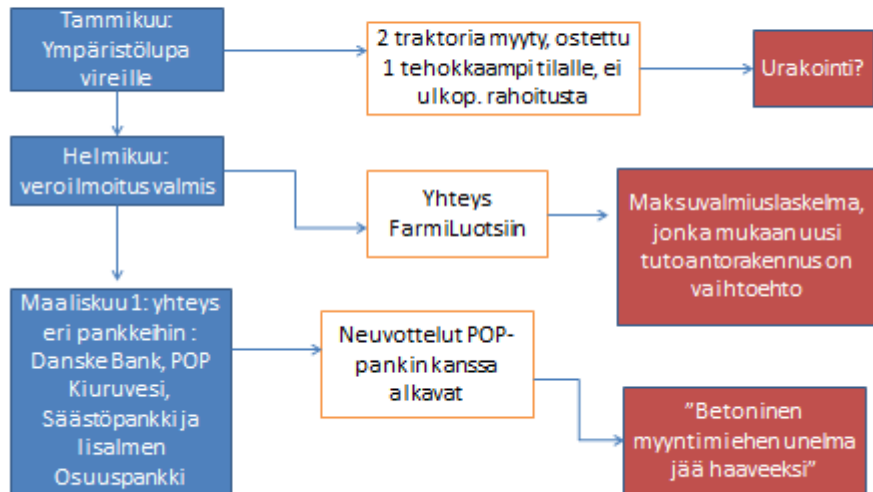 Tammikuu:
Ympäristölupa
vireille
2 traktoria myyty, ostettu
1 tehokkaampi tilalle, ei
ulkop. rahoitusta
Urakointi?
Helmikuu:
veroilmoitus valmis
Yhteys
FarmiLuotsiin
Maksuvalmiuslaskelma,
jonka mukaan uusi
tutoantorakennus on
vaihtoehto
Maaliskuu 1: yhteys
eri pankkeihin :
Danske Bank, POP
Kiuruvesi,
Säästöpankki ja
Iisalmen
Osuuspankki
Neuvottelut POP-
pankin kanssa
alkavat
"Betoninen
myyntimiehen unelma
jää haaveeksi"